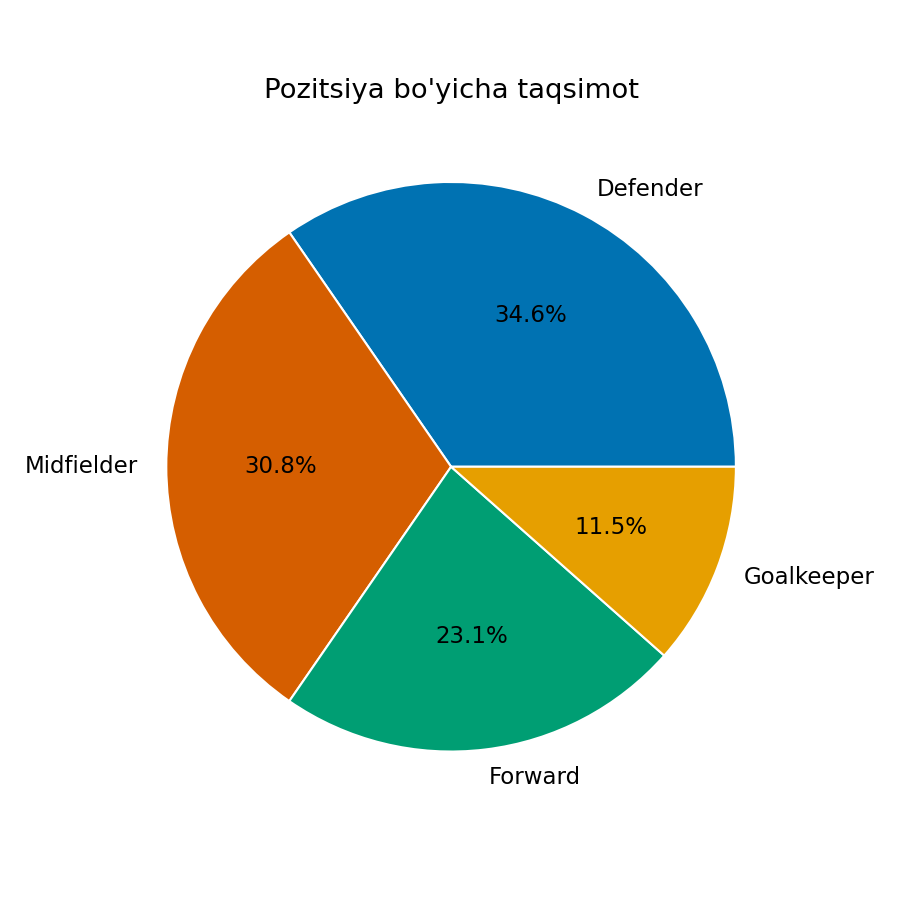 Pozitsiya bo'yicha taqsimot
Defender
34.6%
Midfielder
30.8%
11.5%
Goalkeeper
23.1%
Forward